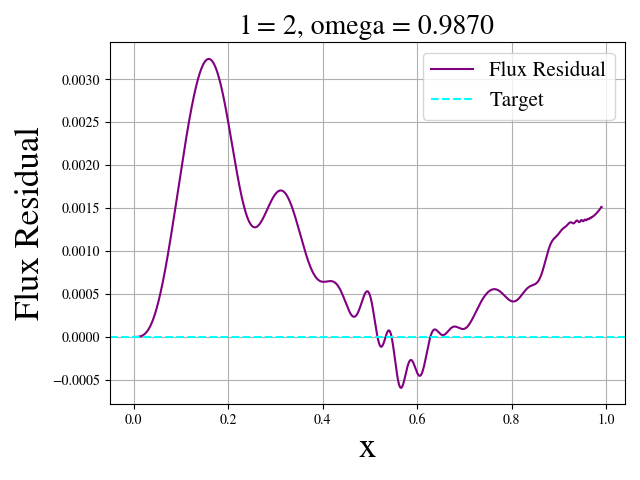 l = 2, omega = 0.9870
Flux Residual
Target
Flux Residual
0.0030
0.0025
0.0020
0.0015
0.0010
0.0005
0.0000
−0.0005
0.0 0.2 0.4 0.6 0.8 1.0
x